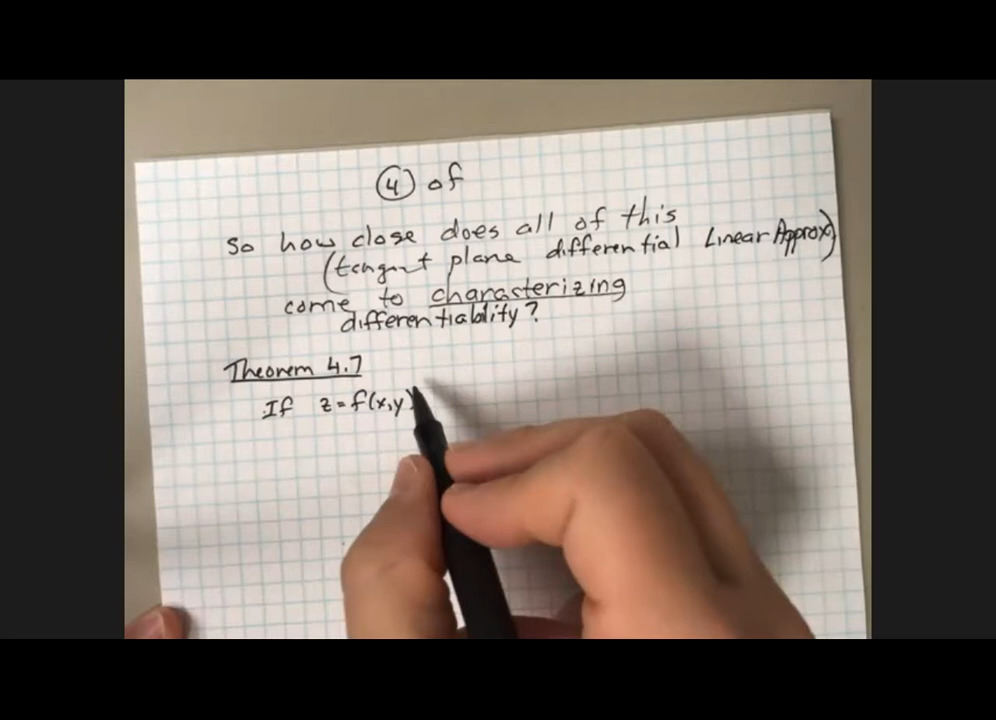 ④ of
So how close does all of this
(tangent plane differential Linear Approx)
come to characterizing
differentiablity?
Theorem 4.7
If z = f(x,y)